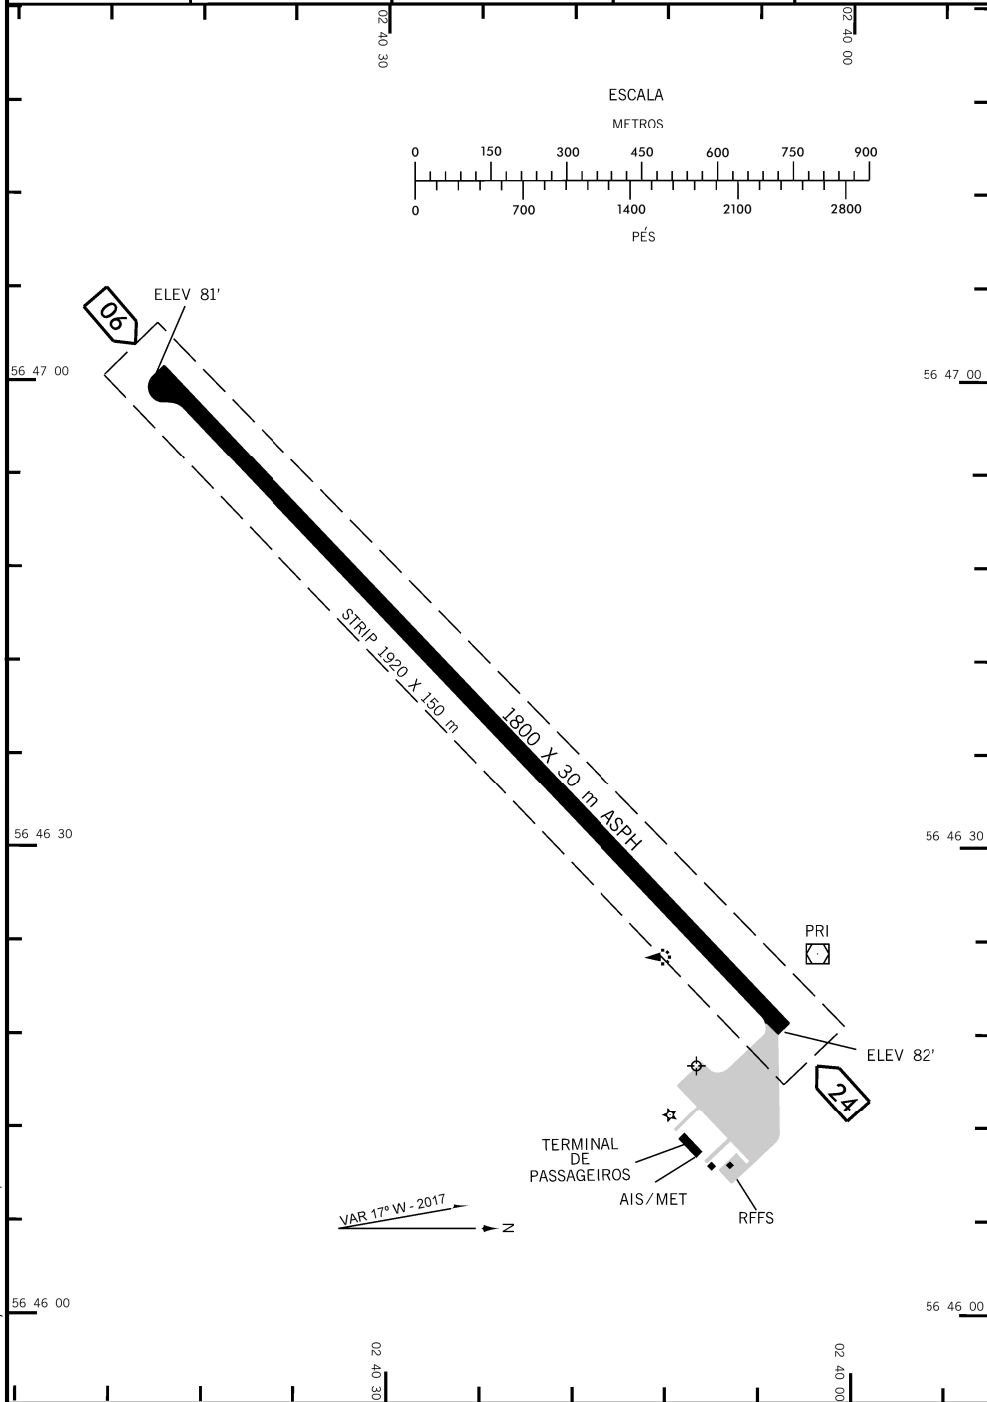 02 40 30
02 40 00
ESCALA
METROS
0 150 300 450 600 750 900
0 700 1400 2100 2800
PÉS
06
ELEV 81'
56 47 00
56 47 00
STRIP 1920 X 150 m
1800 X 30 m ASPH
56 46 30
56 46 30
PRI
ELEV 82'
24
TERMINAL
DE
PASSAGEIROS
AIS/MET
RFFS
VAR 17º W - 2017
N
56 46 00
56 46 00
02 40 30
02 40 00